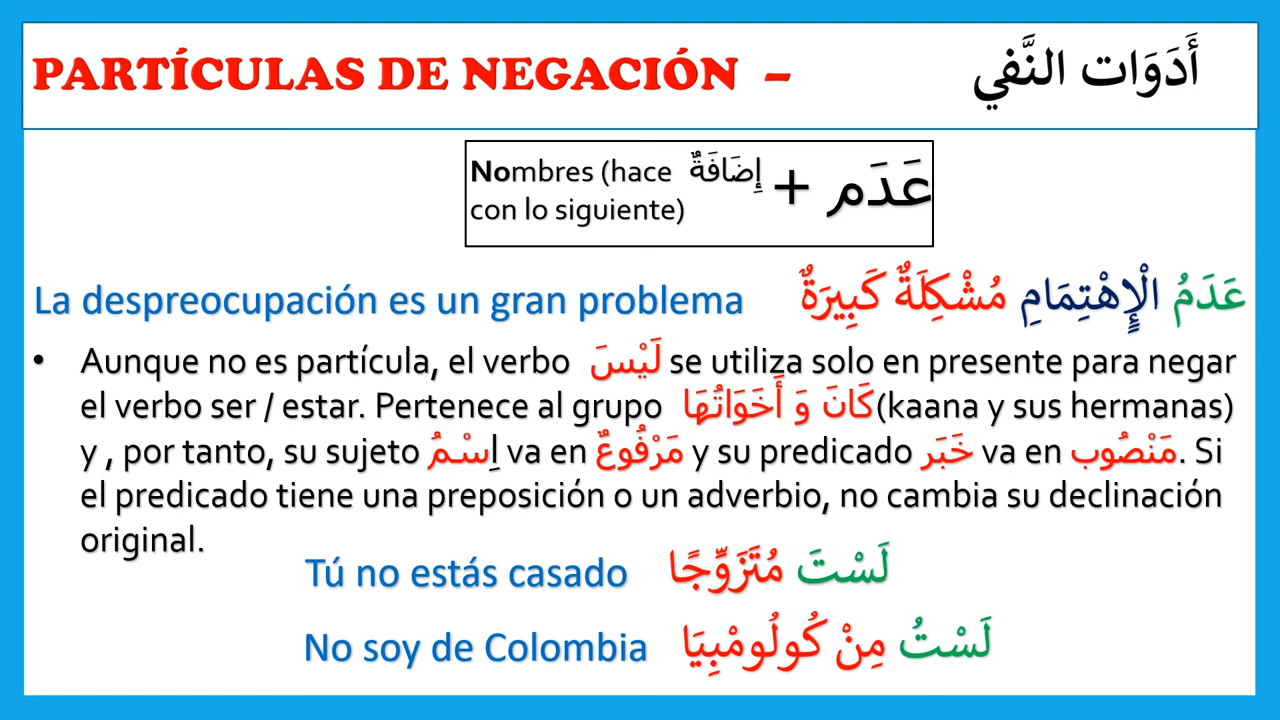 PARTÍCULAS DE NEGACIÓN – أَدَوَات النَّفي
Nombres (hace إِضَافَةٌ + عَدَم
con lo siguiente)
La despreocupación es un gran problema عَدَمُ الْإِهْتِمَامِ مُشْكِلَةٌ كَبِيرَةٌ
• Aunque no es partícula, el verbo لَيْسَ se utiliza solo en presente para negar
el verbo ser / estar. Pertenece al grupo كَانَ وَ أَخَوَاتُهَا (kaana y sus hermanas)
y , por tanto, su sujeto اِسْمُ va en مَرْفُوعٌ y su predicado خَبَر va en مَنْصُوب. Si
el predicado tiene una preposición o un adverbio, no cambia su declinación
original.
Tú no estás casado لَسْتَ مُتَزَوِّجًا
No soy de Colombia لَسْتُ مِنْ كُولُومْبِيَا